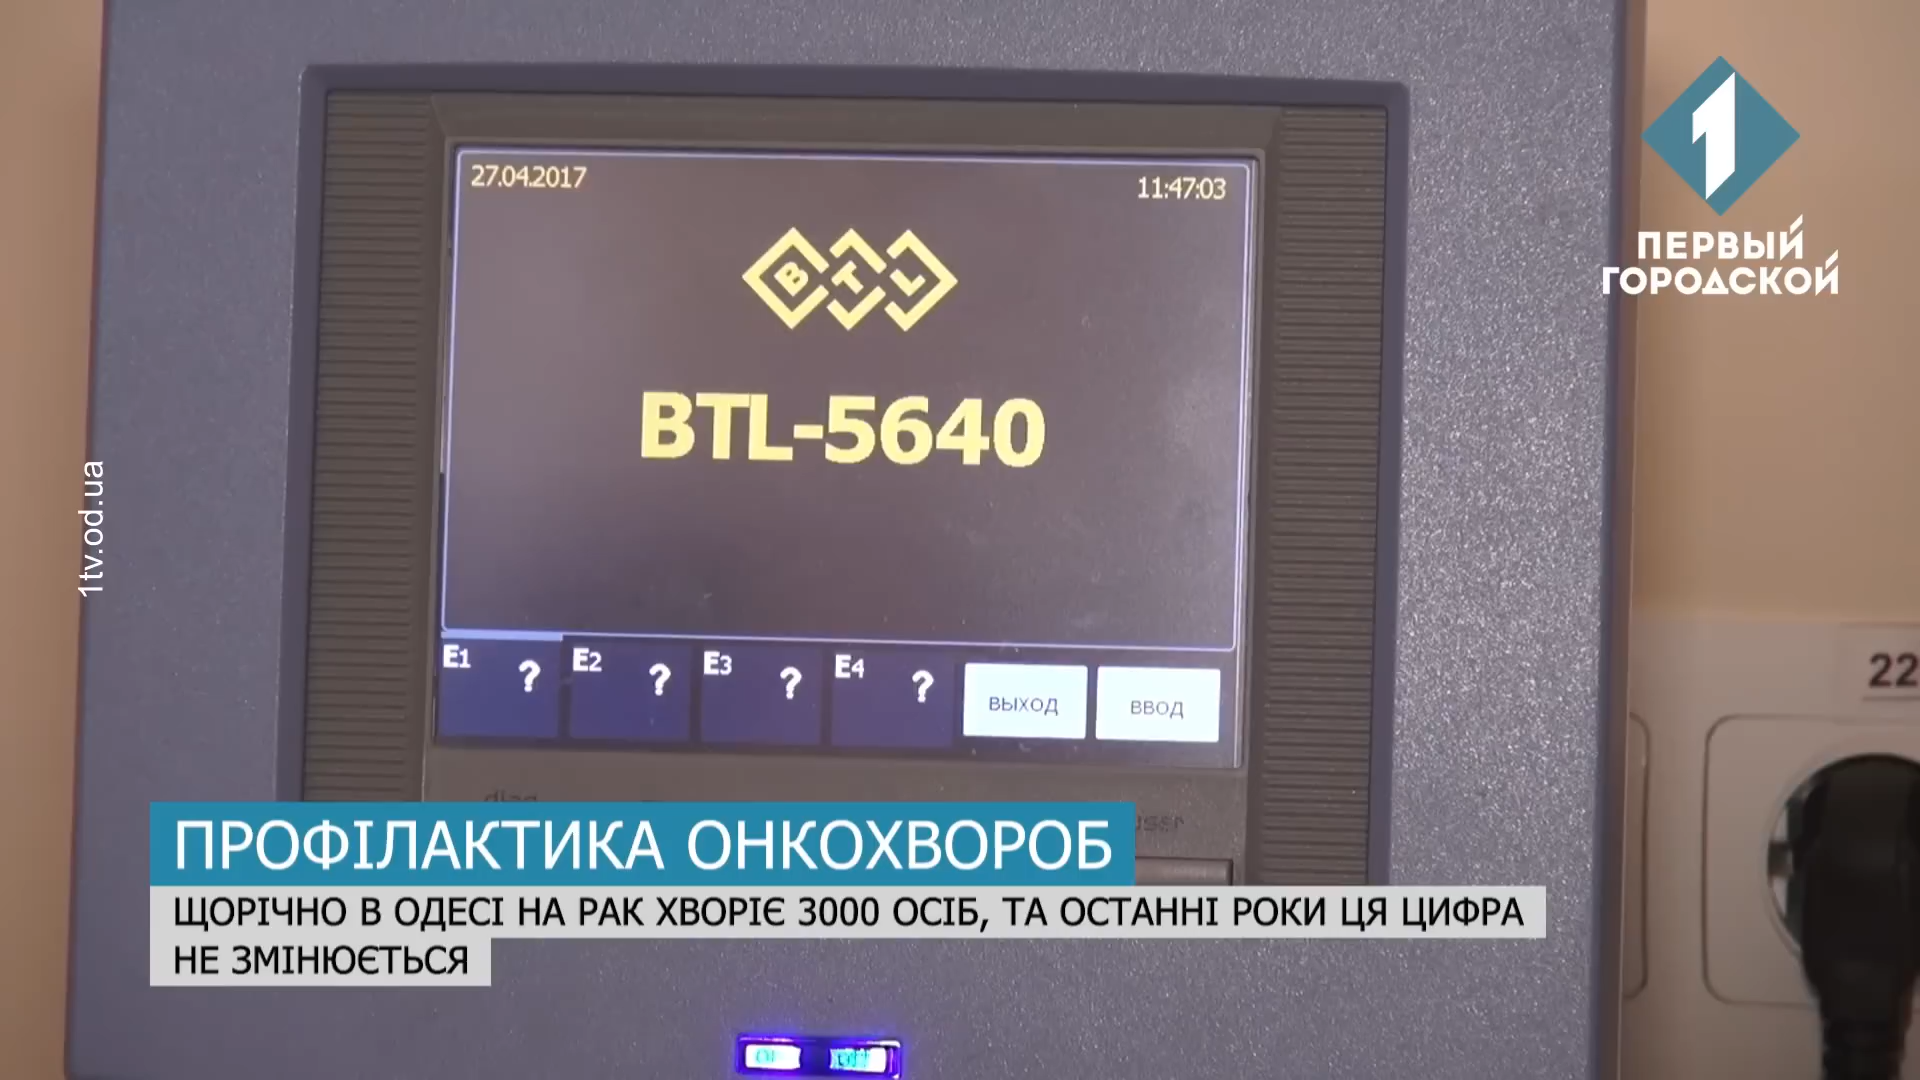 27.04.2017
11:47:03
1
ПЕРВЫЙ
ГОРОДСКОЙ
BTL
BTL-5640
1tv.od.ua
E1 ?
E2 ?
E3 ?
E4 ?
ВЫХОД
ВВОД
22
diag
user
ПРОФІЛАКТИКА ОНКОХВОРОБ
ЩОРІЧНО В ОДЕСІ НА РАК ХВОРІЄ 3000 ОСІБ, ТА ОСТАННІ РОКИ ЦЯ ЦИФРА
НЕ ЗМІНЮЄТЬСЯ